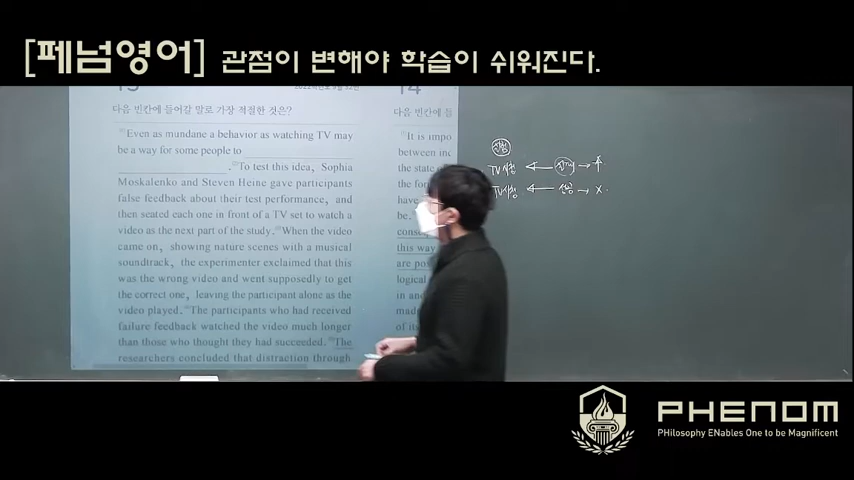 [페넘영어] 관점이 변해야 학습이 쉬워진다.
다음 빈칸에 들어갈 말로 가장 적절한 것은?
Even as mundane a behavior as watching TV may
be a way for some people to
To test this idea, Sophia
Moskalenko and Steven Heine gave participants
false feedback about their test performance, and
then seated each one in front of a TV set to watch a
video as the next part of the study. When the video
came on, showing nature scenes with a musical
soundtrack, the experimenter exclaimed that this
was the wrong video and went supposedly to get
the correct one, leaving the participant alone as the
video played. The participants who had received
failure feedback watched the video much longer
than those who thought they had succeeded. The
researchers concluded that distraction through
14
다음 빈칸에 들
It is impo
between ind
the state
the for
have
be.
conse
this way
are pos
logical
in an
mad
of its
실험
TV시청
TV시청
PHENOM
PHilosophy ENables One to be Magnificent